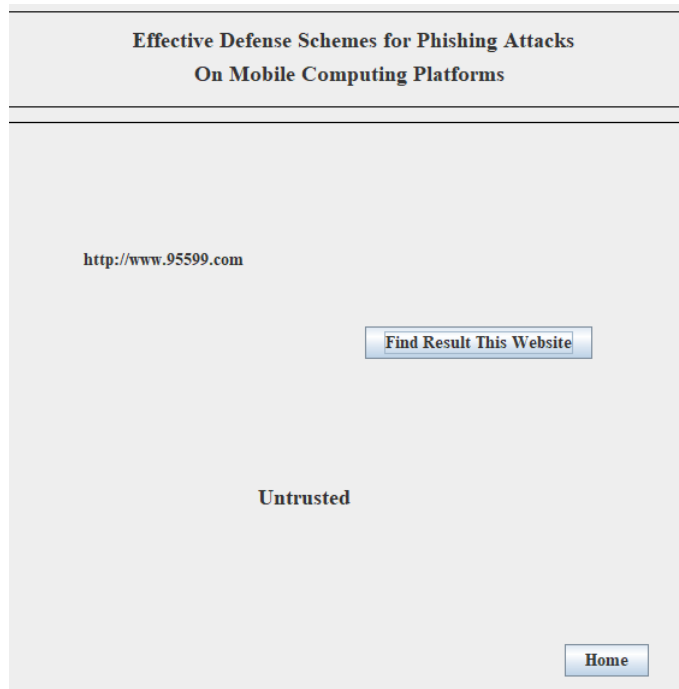 Effective Defense Schemes for Phishing Attacks
On Mobile Computing Platforms
http://www.95599.com
Find Result This Website
Untrusted
Home